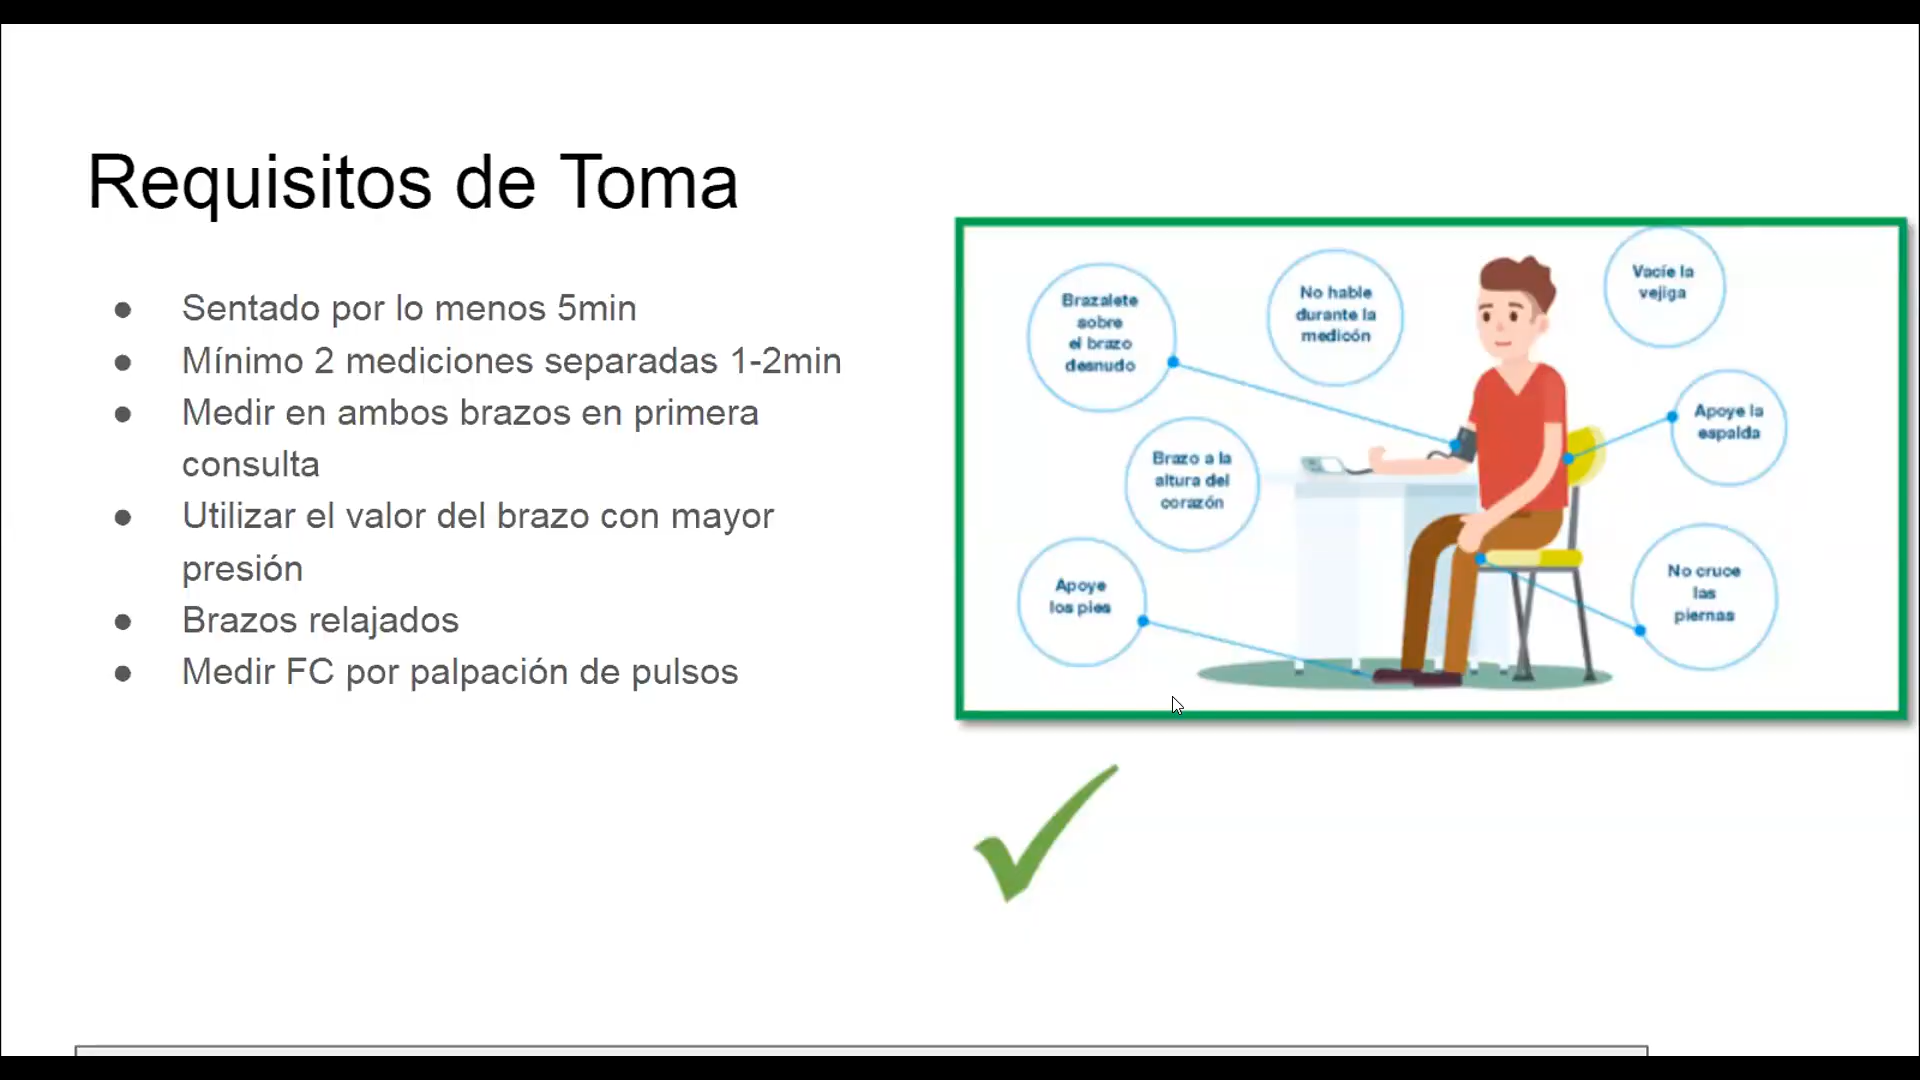 Requisitos de Toma
● Sentado por lo menos 5min
● Mínimo 2 mediciones separadas 1-2min
● Medir en ambos brazos en primera
consulta
● Utilizar el valor del brazo con mayor
presión
● Brazos relajados
● Medir FC por palpación de pulsos
Brazalete
sobre
el brazo
desnudo
No hable
durante la
medicón
Vacíe la
vejiga
Apoye la
espalda
Brazo a la
altura del
corazón
Apoye
los pies
No cruce
las
piernas